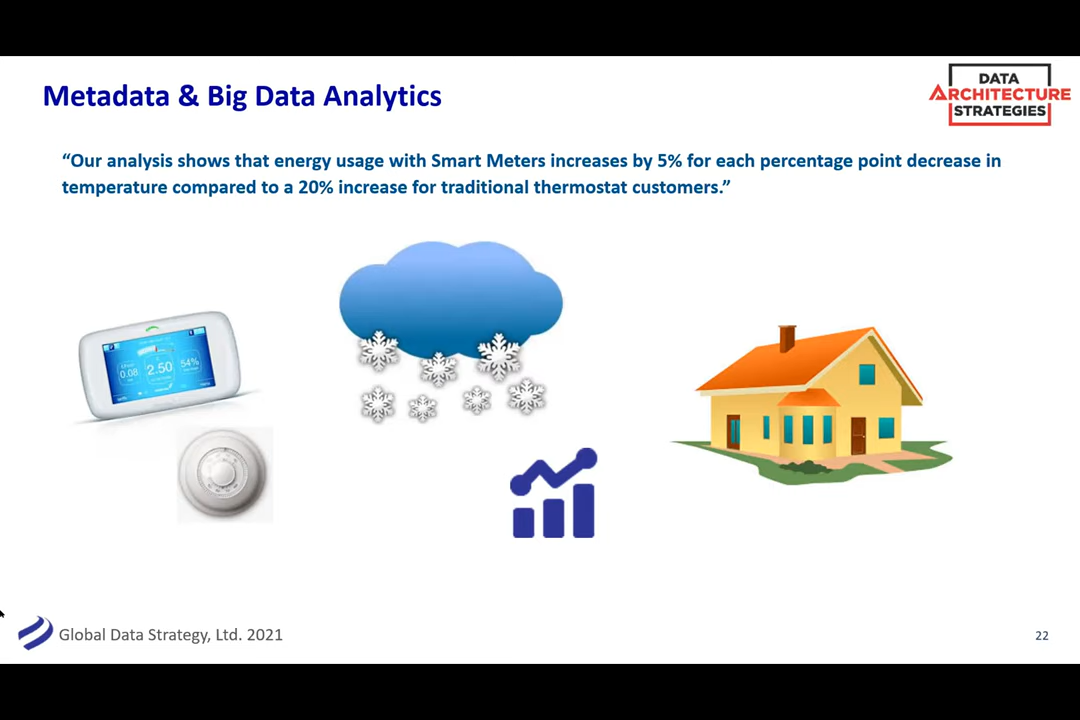 Metadata & Big Data Analytics
DATA
ARCHITECTURE
STRATEGIES
“Our analysis shows that energy usage with Smart Meters increases by 5% for each percentage point decrease in
temperature compared to a 20% increase for traditional thermostat customers.”
0.08
2.50
54%
Global Data Strategy, Ltd. 2021
22